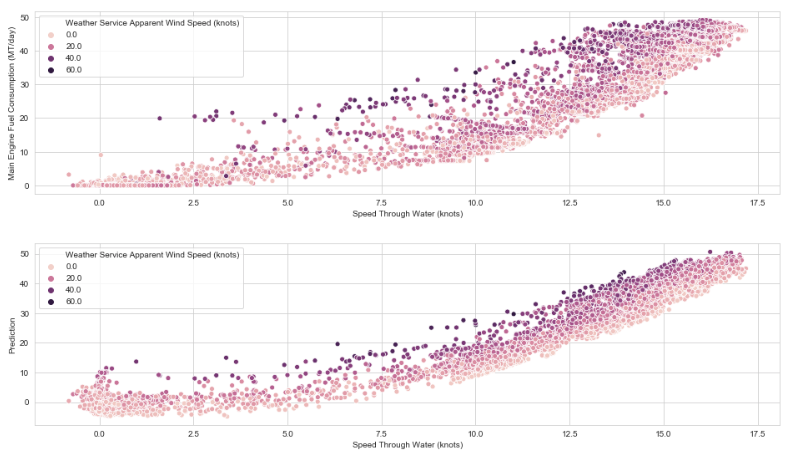 Weather Service Apparent Wind Speed (knots)
0.0
20.0
40.0
60.0
Main Engine Fuel Consumption (MT/day)
50
40
30
20
10
0
0.0 2.5 5.0 7.5 10.0 12.5 15.0 17.5
Speed Through Water (knots)
Weather Service Apparent Wind Speed (knots)
0.0
20.0
40.0
60.0
Prediction
50
40
30
20
10
0
0.0 2.5 5.0 7.5 10.0 12.5 15.0 17.5
Speed Through Water (knots)